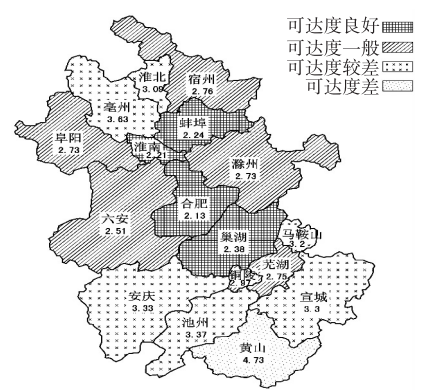 可达度良好
可达度一般
可达度较差
可达度差
淮北
3.09
宿州
2.76
亳州
3.63
蚌埠
2.24
阜阳
2.73
淮南
2.21
滁州
2.73
合肥
2.13
六安
2.51
巢湖
2.38
马鞍山
3.2
芜湖
2.75
铜陵
2.87
安庆
3.33
宣城
3.3
池州
3.37
黄山
4.73